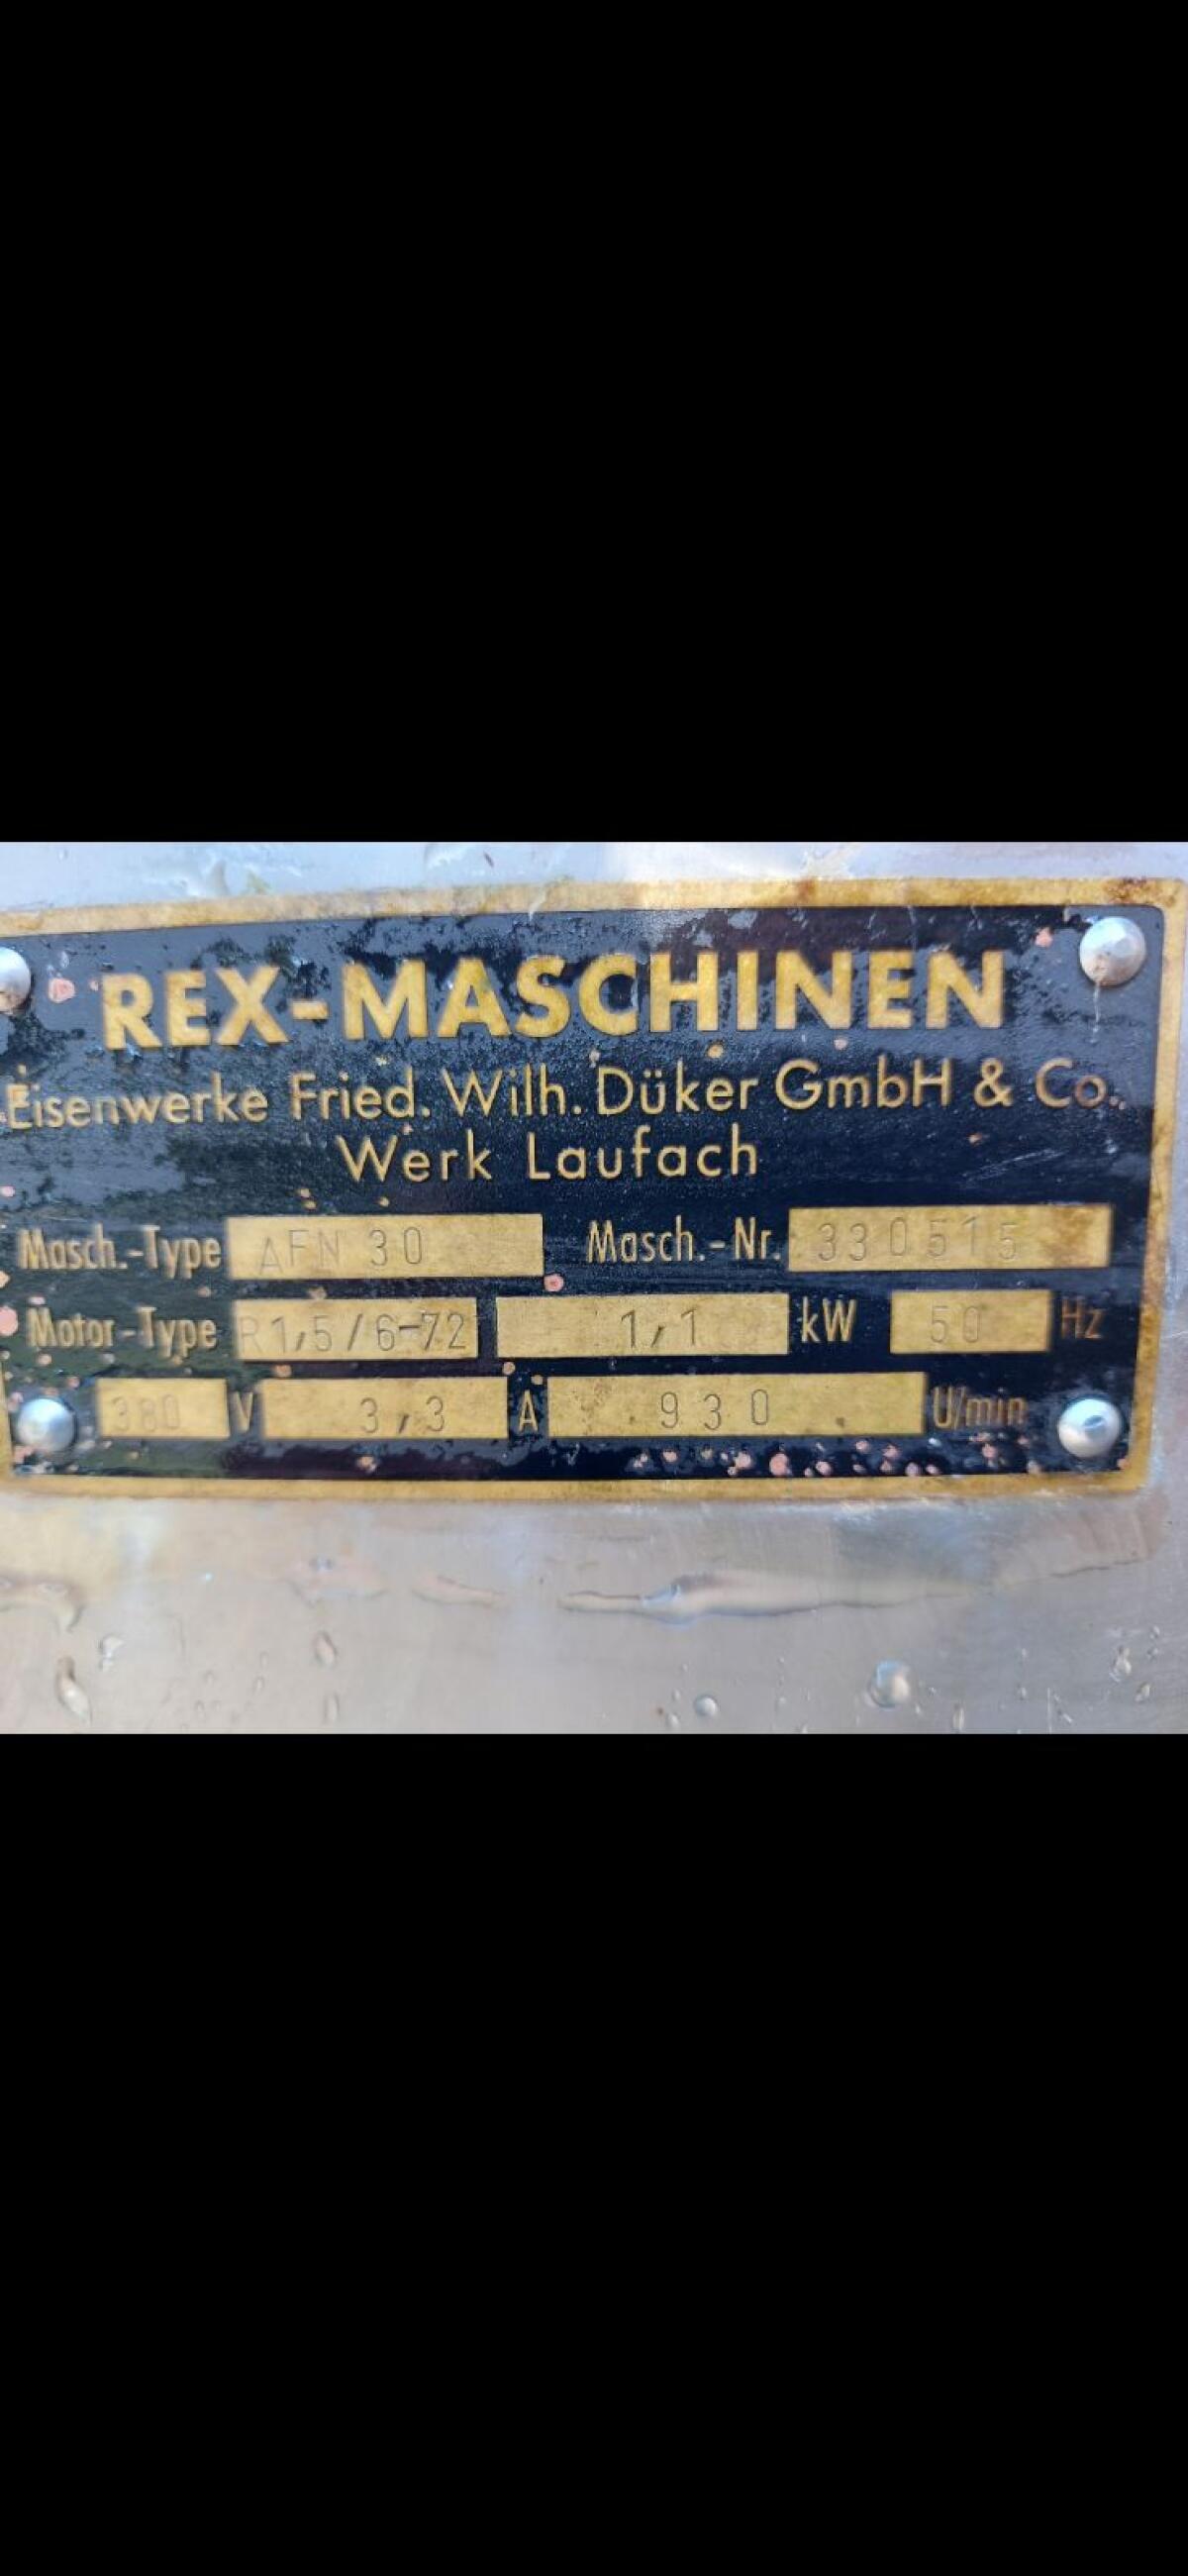 REX-MASCHINEN
Eisenwerke Fried. Wilh. Düker GmbH & Co.,
Werk Laufach
Masch.-Type AFN 30 Masch.-Nr. 330515
Motor-Type R1,5/6-72 1,1 kW 50 Hz
380 V 3,3 A 930 U/min